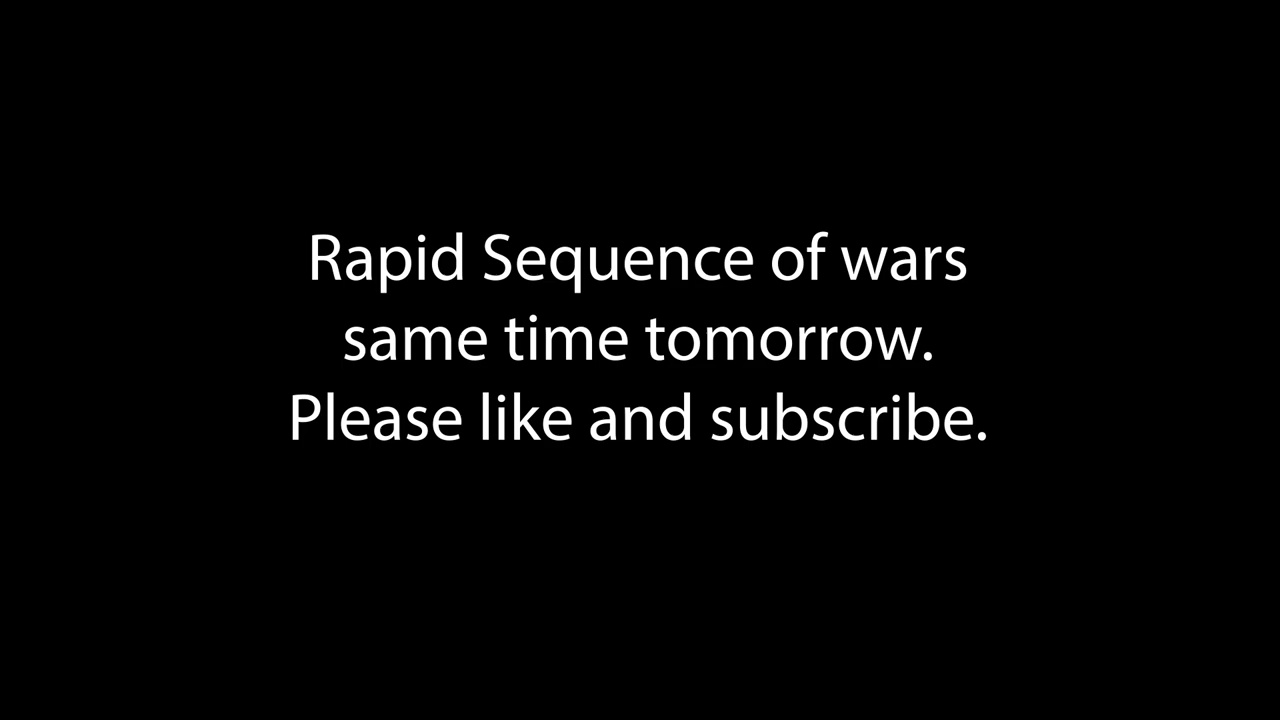 Rapid Sequence of wars
same time tomorrow.
Please like and subscribe.